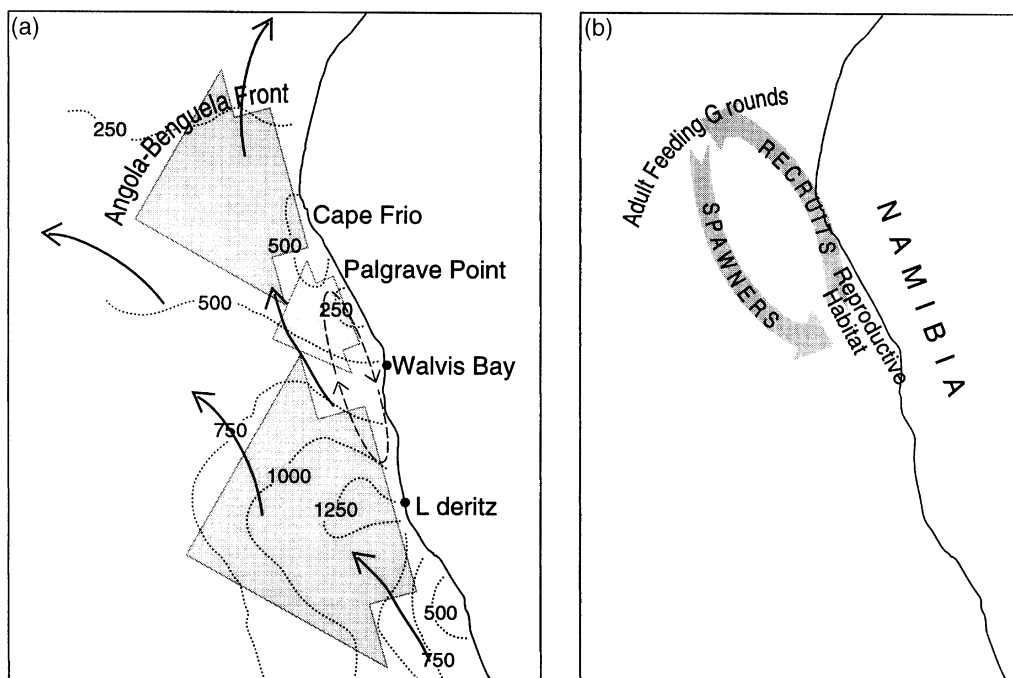 (a)
Angola-Benguela Front
250
Cape Frio
500
Palgrave Point
500
250
Walvis Bay
750
1000
1250
L deritz
500
750
(b)
Adult Feeding G rounds
RECRUTTS
SPAWNERS
Reproductive
Habitat
NAMIBIA